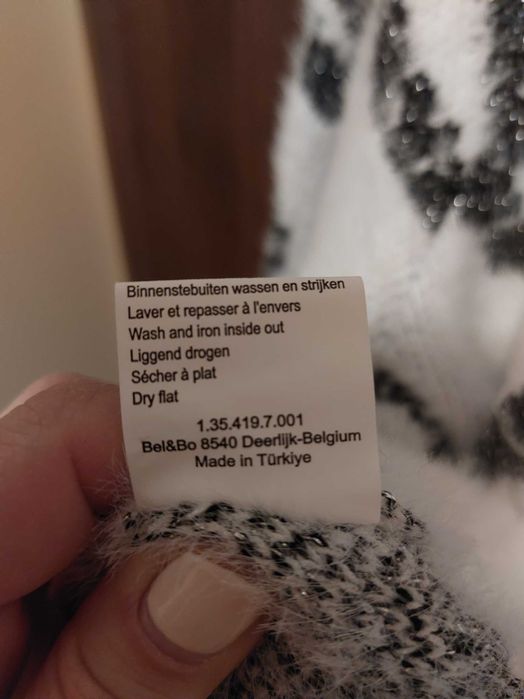 Binnenstebuiten wassen en strijken
Laver et repasser à l'envers
Wash and iron inside out
Liggend drogen
Sécher à plat
Dry flat
1.35.419.7.001
Bel&Bo 8540 Deerlijk-Belgium
Made in Türkiye